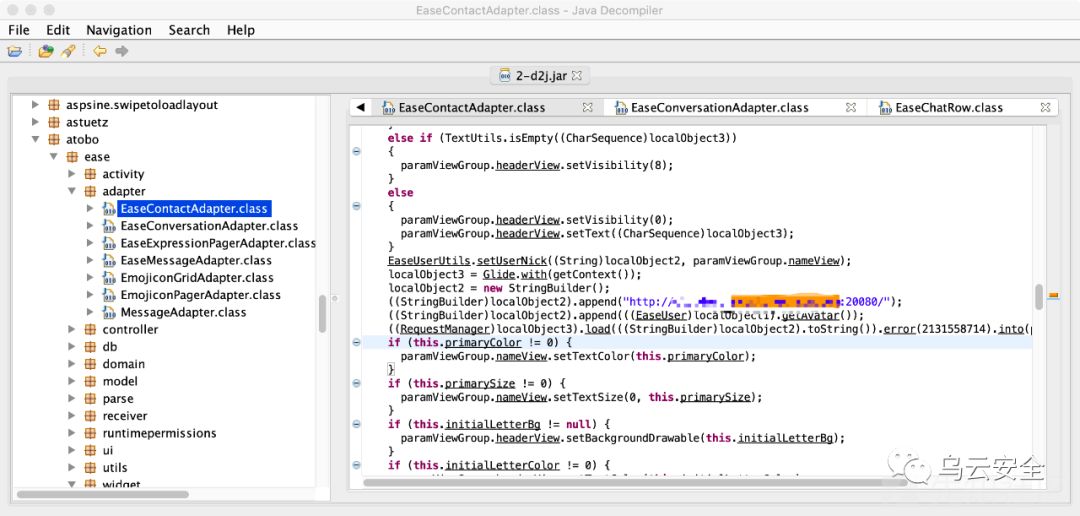 EaseContactAdapter.class - Java Decompiler
File Edit Navigation Search Help
2-d2j.jar
aspsine.swipetoloadlayout
astuetz
atobo
ease
activity
adapter
EaseContactAdapter.class
EaseConversationAdapter.class
EaseExpressionPagerAdapter.class
EaseMessageAdapter.class
EmojiconGridAdapter.class
EmojiconPagerAdapter.class
MessageAdapter.class
controller
db
domain
model
parse
receiver
runtimepermissions
ui
utils
widget
EaseContactAdapter.class EaseConversationAdapter.class EaseChatRow.class
}
else if (TextUtils.isEmpty((CharSequence)localObject3))
{
paramViewGroup.headerView.setVisibility(8);
}
else
{
paramViewGroup.headerView.setVisibility(0);
paramViewGroup.headerView.setText((CharSequence)localObject3);
}
EaseUserUtils.setUserNick((String)localObject2, paramViewGroup.nameView);
localObject3 = Glide.with(getContext());
localObject2 = new StringBuilder();
((StringBuilder)localObject2).append("http:// :20080/");
((StringBuilder)localObject2).append(((EaseUser)localObject1).getAvatar());
((RequestManager)localObject3).load(((StringBuilder)localObject2).toString()).error(2131558714).into(
if (this.primaryColor != 0) {
paramViewGroup.nameView.setTextColor(this.primaryColor);
}
if (this.primarySize != 0) {
paramViewGroup.nameView.setTextSize(0, this.primarySize);
}
if (this.initialLetterBg != null) {
paramViewGroup.headerView.setBackgroundDrawable(this.initialLetterBg);
}
if (this.initialLetterColor != 0) {
乌云安全